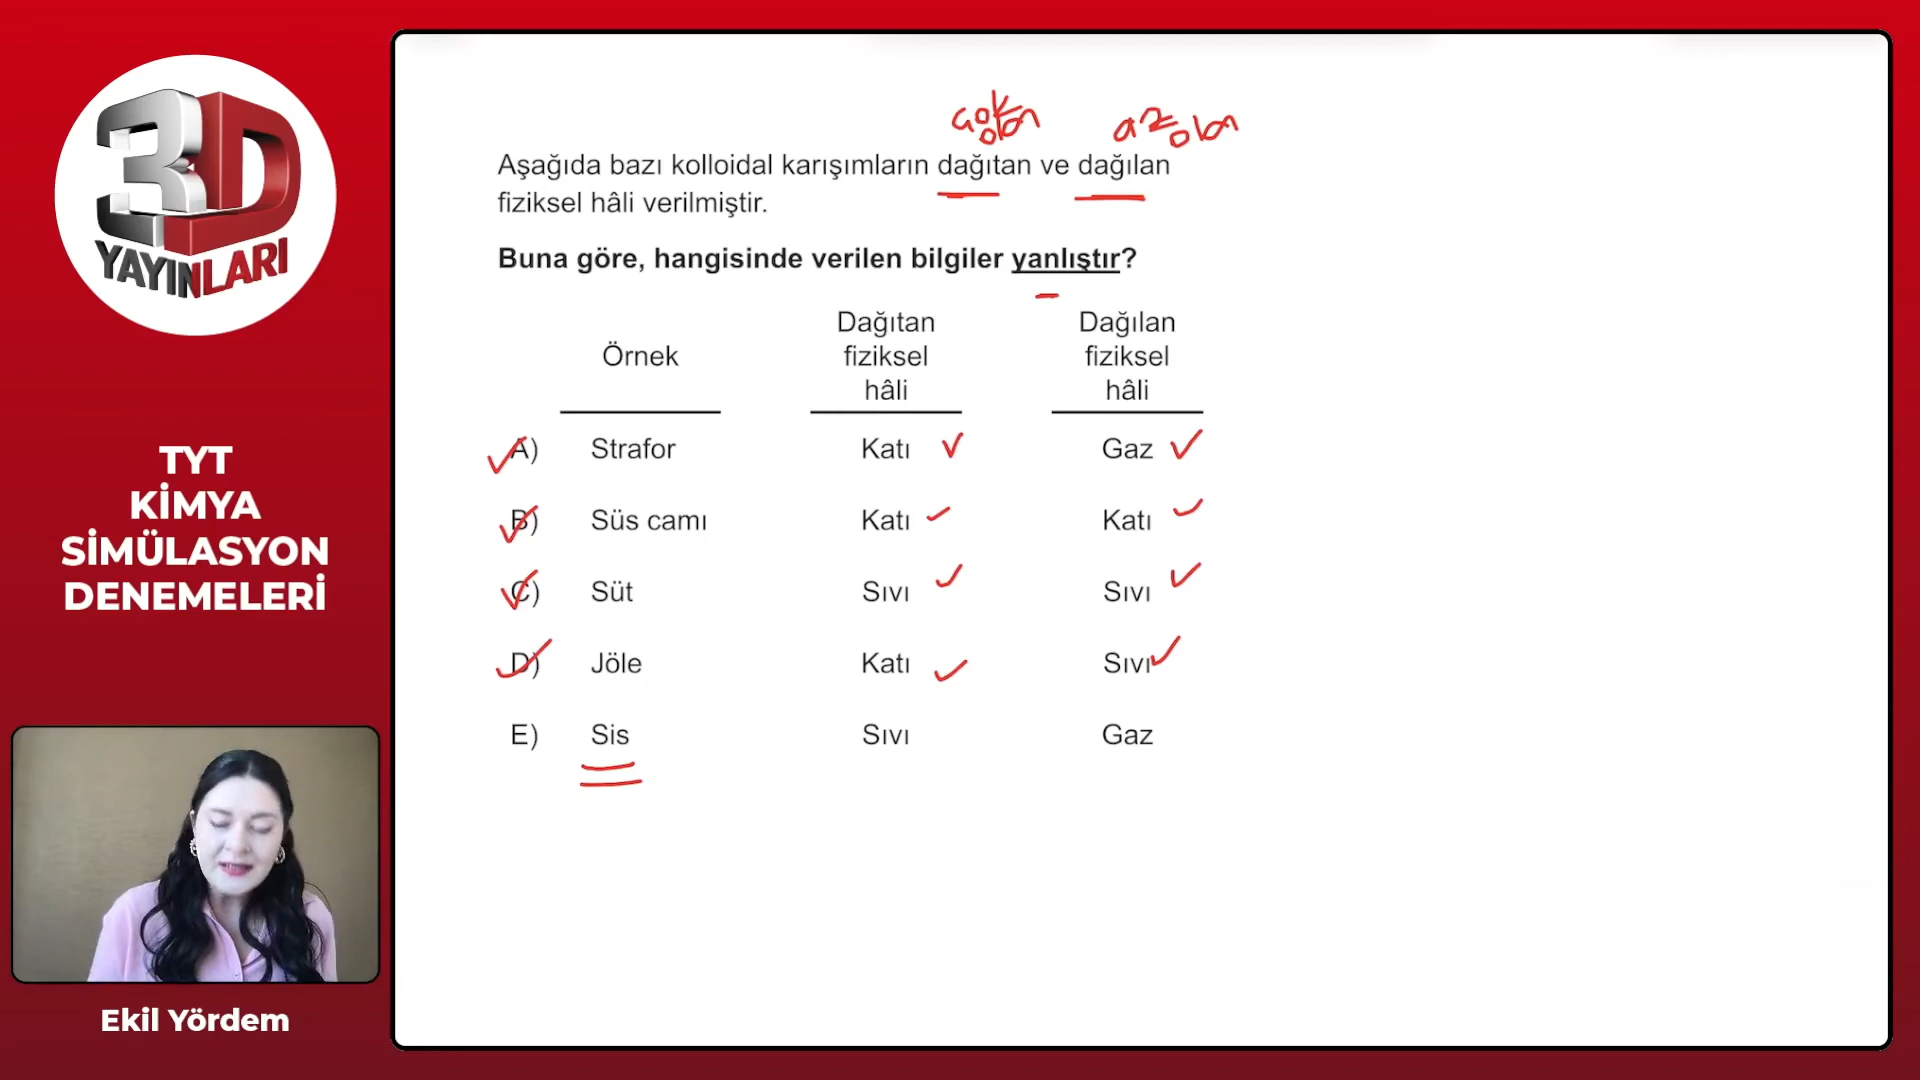 3D
YAYINLARI
TYT
KİMYA
SİMÜLASYON
DENEMELERİ
Ekil Yördem
çok olan
az olan
Aşağıda bazı kolloidal karışımların dağıtan ve dağılan
fiziksel hâli verilmiştir.
Buna göre, hangisinde verilen bilgiler yanlıştır?
Örnek Dağıtan fiziksel hâli Dağılan fiziksel hâli
A) Strafor Katı Gaz
B) Süs camı Katı Katı
C) Süt Sıvı Sıvı
D) Jöle Katı Sıvı
E) Sis Sıvı Gaz